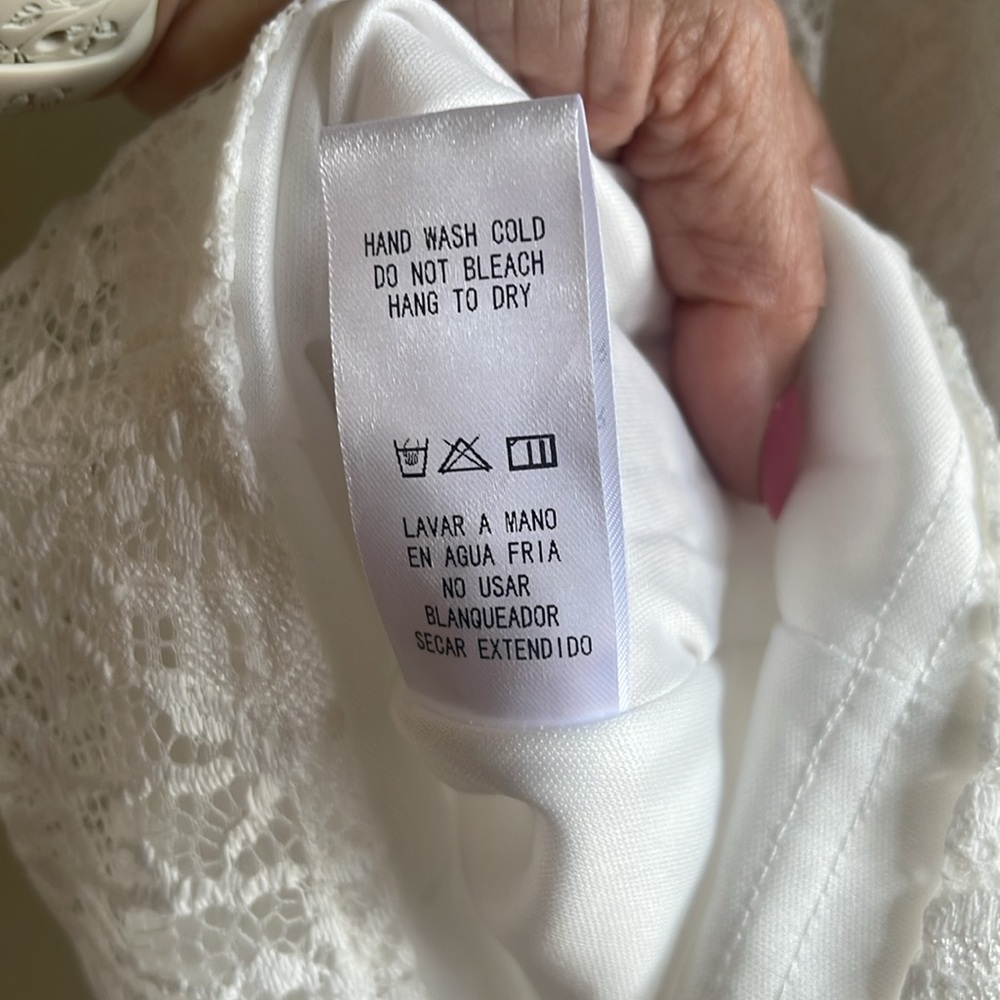 HAND WASH COLD
DO NOT BLEACH
HANG TO DRY
LAVAR A MANO
EN AGUA FRIA
NO USAR
BLANQUEADOR
SECAR EXTENDIDO